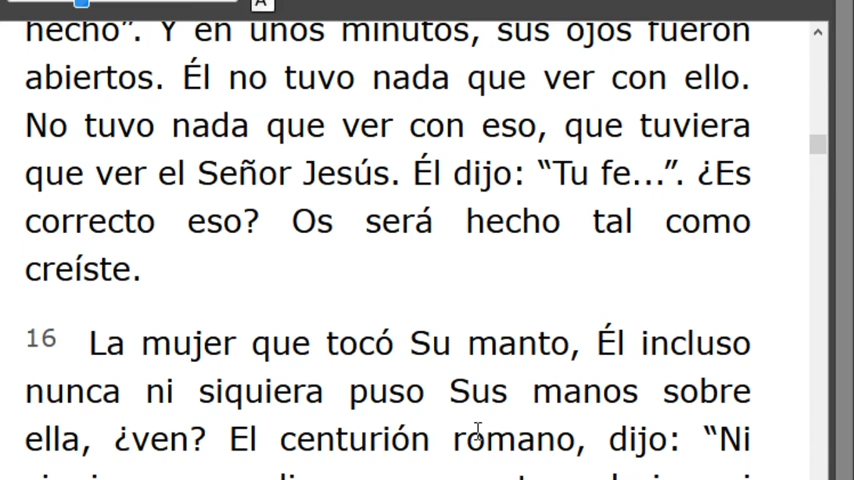 A
hecho”. Y en unos minutos, sus ojos fueron
abiertos. Él no tuvo nada que ver con ello.
No tuvo nada que ver con eso, que tuviera
que ver el Señor Jesús. Él dijo: “Tu fe…”. ¿Es
correcto eso? Os será hecho tal como
creíste.
16 La mujer que tocó Su manto, Él incluso
nunca ni siquiera puso Sus manos sobre
ella, ¿ven? El centurión romano, dijo: “Ni